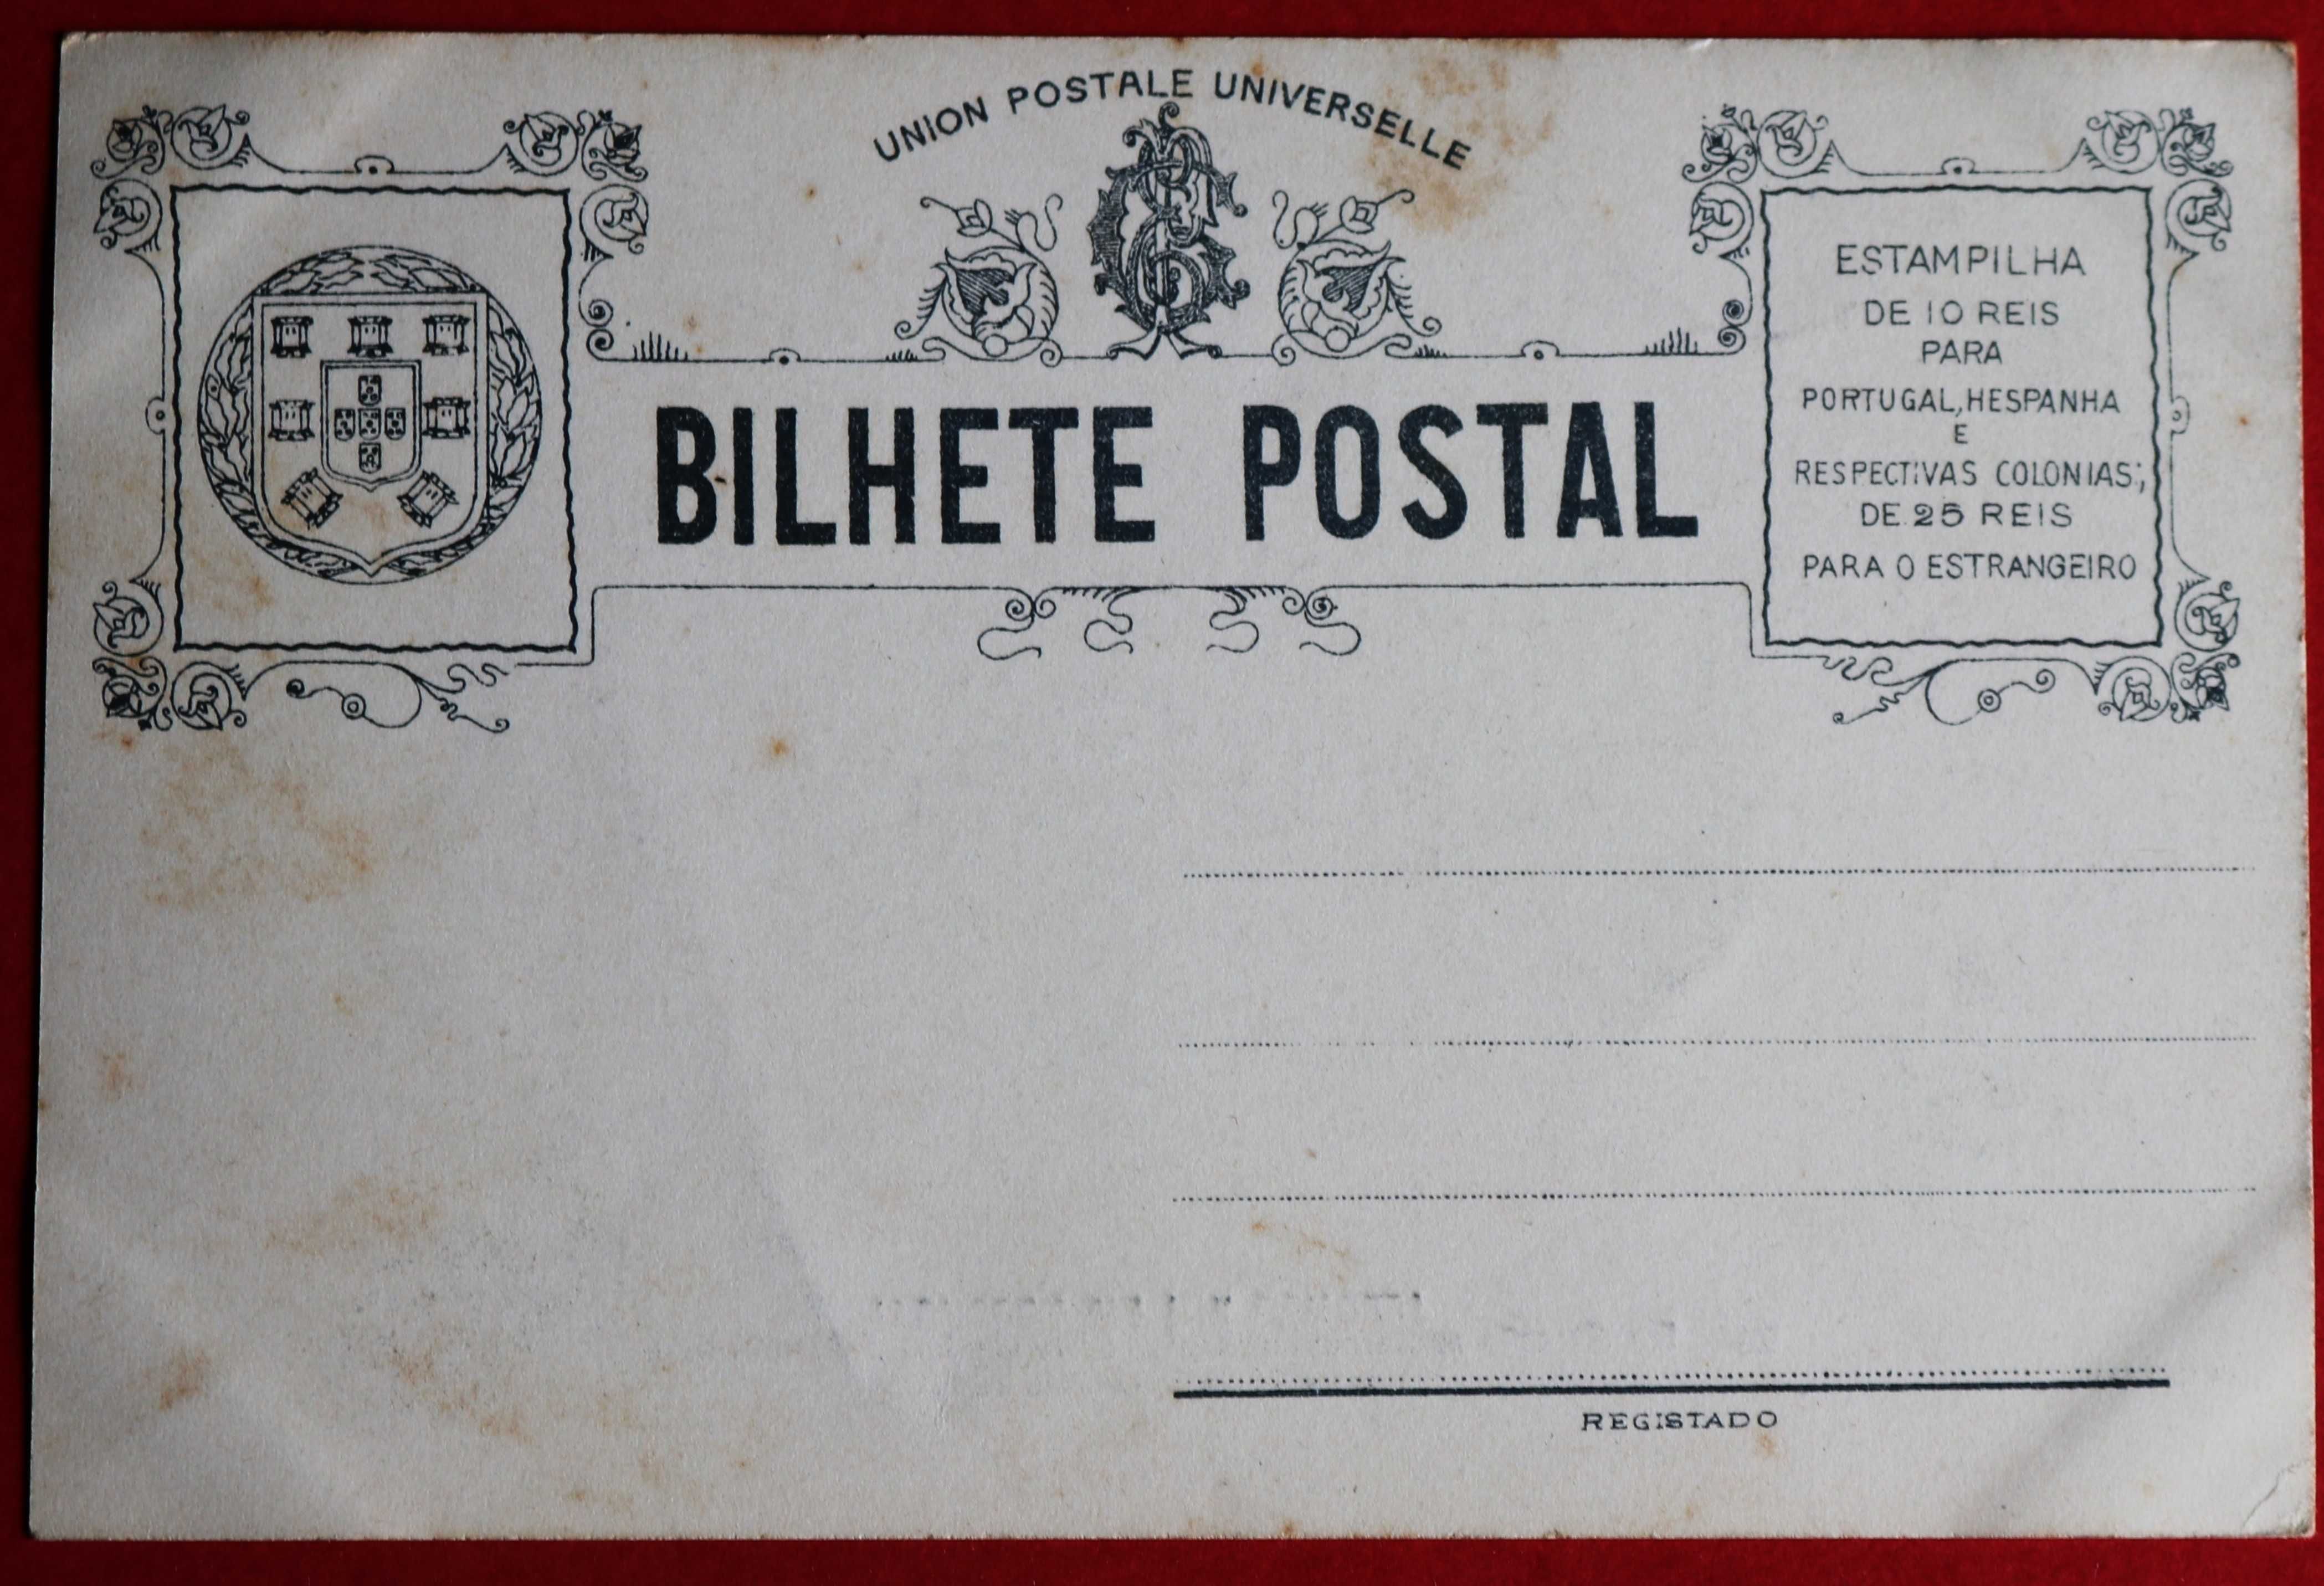 UNION POSTALE UNIVERSELLE
BILHETE POSTAL
ESTAMPILHA
DE 10 REIS
PARA
PORTUGAL, HESPANHA
E
RESPECTIVAS COLONIAS;
DE 25 REIS
PARA O ESTRANGEIRO
REGISTADO